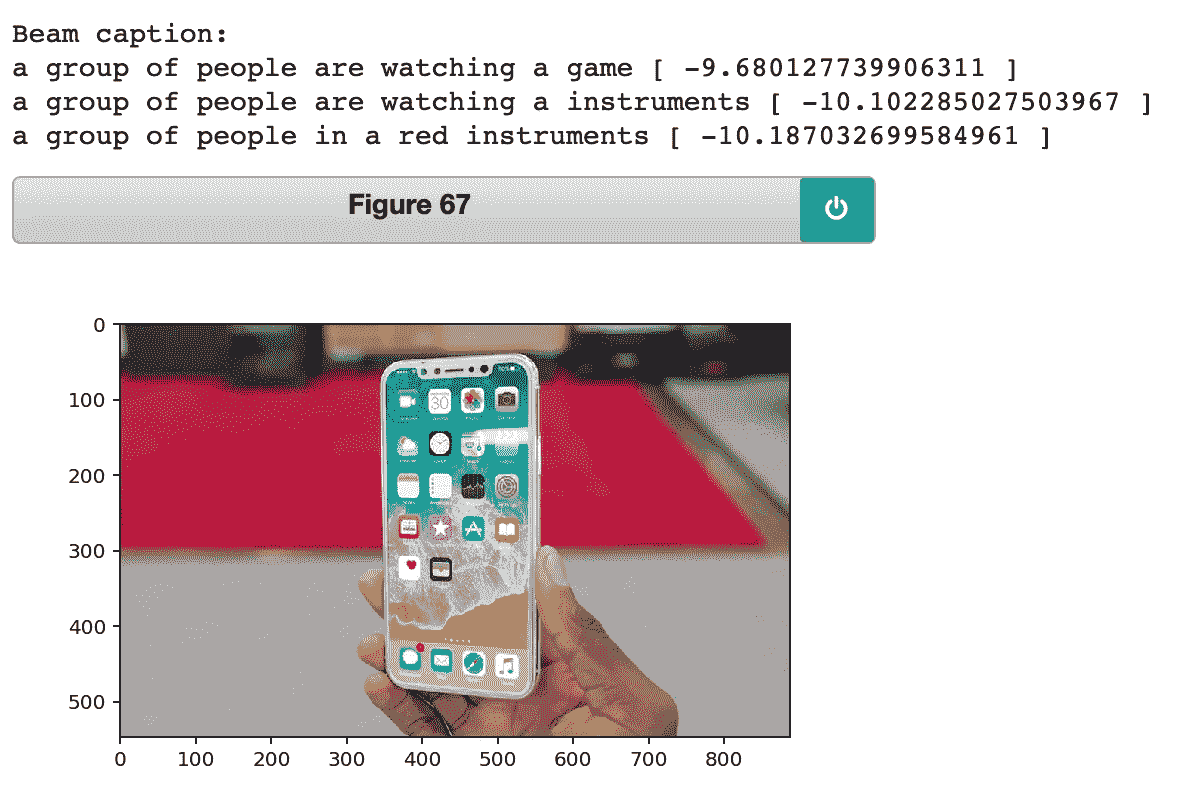 Beam caption:
a group of people are watching a game [ -9.680127739906311 ]
a group of people are watching a instruments [ -10.102285027503967 ]
a group of people in a red instruments [ -10.187032699584961 ]
Figure 67
0
100
200
300
400
500
30
0 100 200 300 400 500 600 700 800